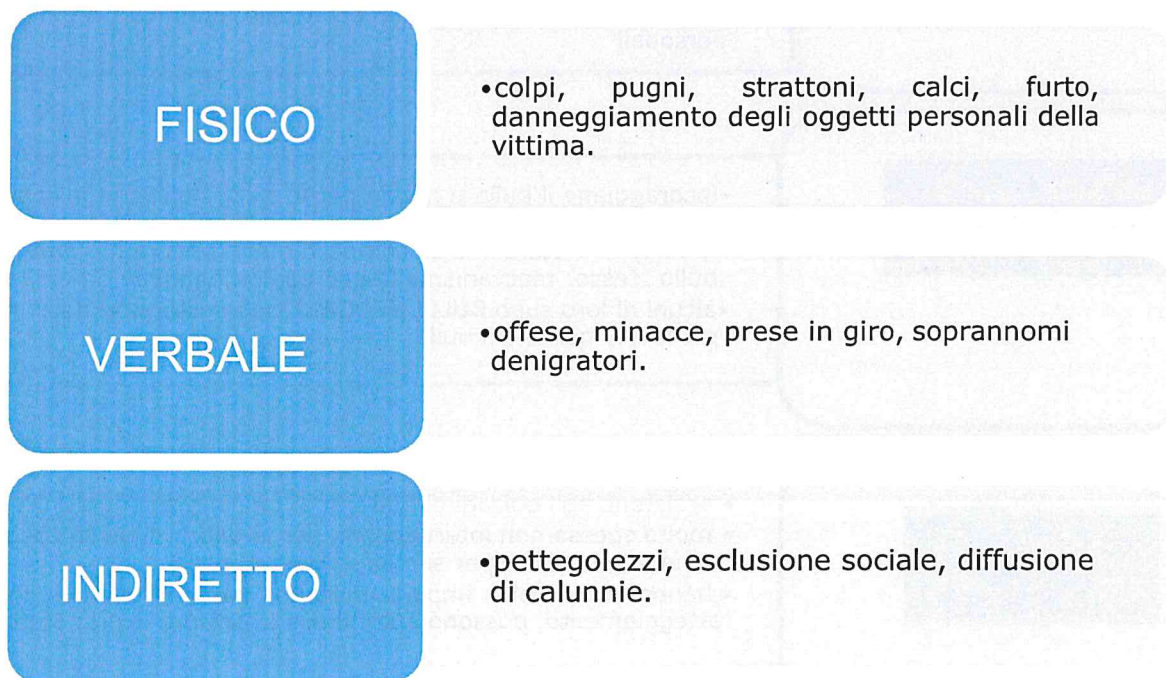 FISICO
•colpi, pugni, strattoni, calci, furto,
danneggiamento degli oggetti personali della
vittima.
VERBALE
•offese, minacce, prese in giro, soprannomi
denigratori.
INDIRETTO
•pettegolezzi, esclusione sociale, diffusione
di calunnie.